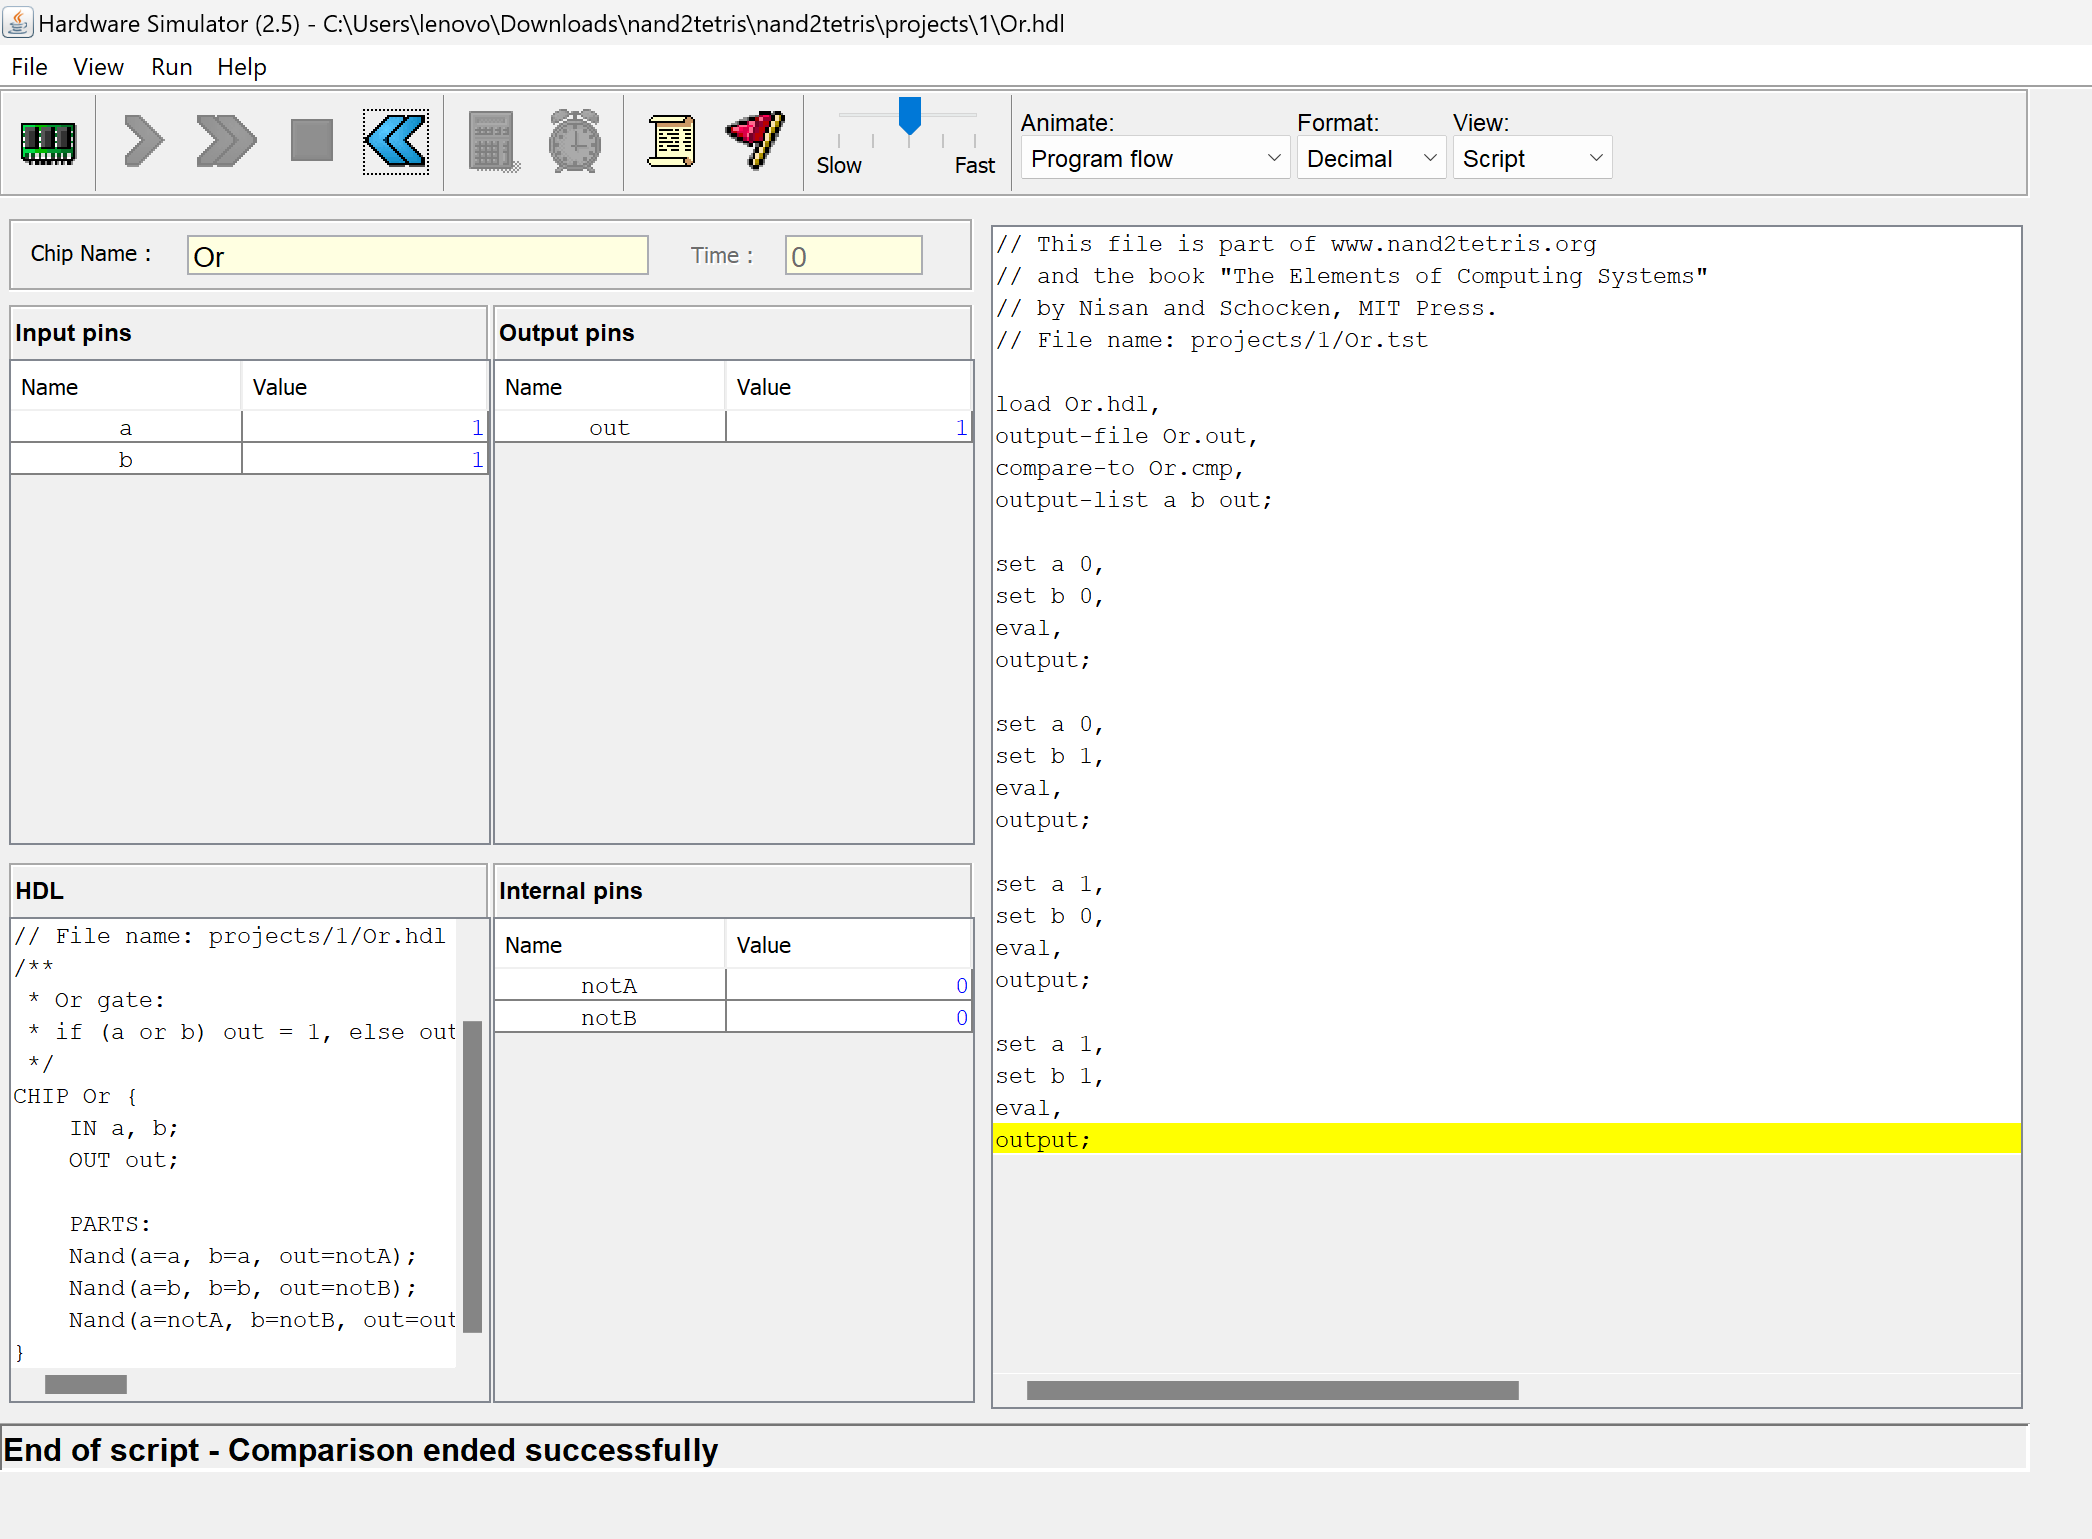 Hardware Simulator (2.5) - C:\Users\lenovo\Downloads\nand2tetris\nand2tetris\projects\1\Or.hdl
File View Run Help
Slow Fast
Animate: Format: View:
Program flow Decimal Script
Chip Name : Or Time : 0
Input pins
Name Value
a 1
b 1
Output pins
Name Value
out 1
HDL
// File name: projects/1/Or.hdl
/**
 * Or gate:
 * if (a or b) out = 1, else out
 */
CHIP Or {
    IN a, b;
    OUT out;

    PARTS:
    Nand(a=a, b=a, out=notA);
    Nand(a=b, b=b, out=notB);
    Nand(a=notA, b=notB, out=out
}
Internal pins
Name Value
notA 0
notB 0
// This file is part of www.nand2tetris.org
// and the book "The Elements of Computing Systems"
// by Nisan and Schocken, MIT Press.
// File name: projects/1/Or.tst

load Or.hdl,
output-file Or.out,
compare-to Or.cmp,
output-list a b out;

set a 0,
set b 0,
eval,
output;

set a 0,
set b 1,
eval,
output;

set a 1,
set b 0,
eval,
output;

set a 1,
set b 1,
eval,
output;
End of script - Comparison ended successfully